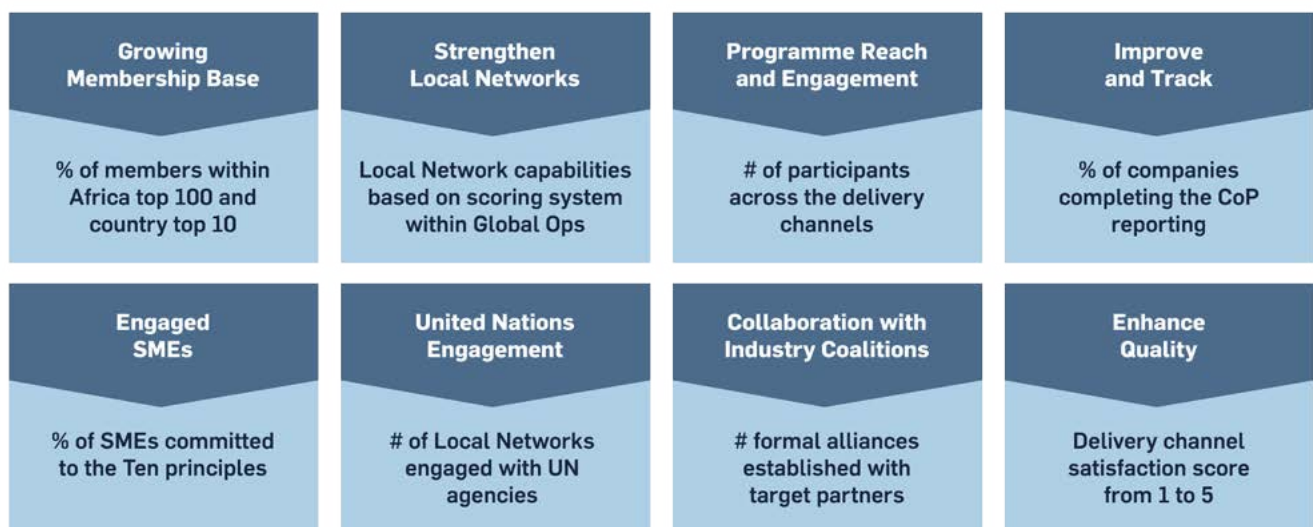 Growing
Membership Base
% of members within
Africa top 100 and
country top 10
Strengthen
Local Networks
Local Network capabilities
based on scoring system
within Global Ops
Programme Reach
and Engagement
# of participants
across the delivery
channels
Improve
and Track
% of companies
completing the CoP
reporting
Engaged
SMEs
% of SMEs committed
to the Ten principles
United Nations
Engagement
# of Local Networks
engaged with UN
agencies
Collaboration with
Industry Coalitions
# formal alliances
established with
target partners
Enhance
Quality
Delivery channel
satisfaction score
from 1 to 5